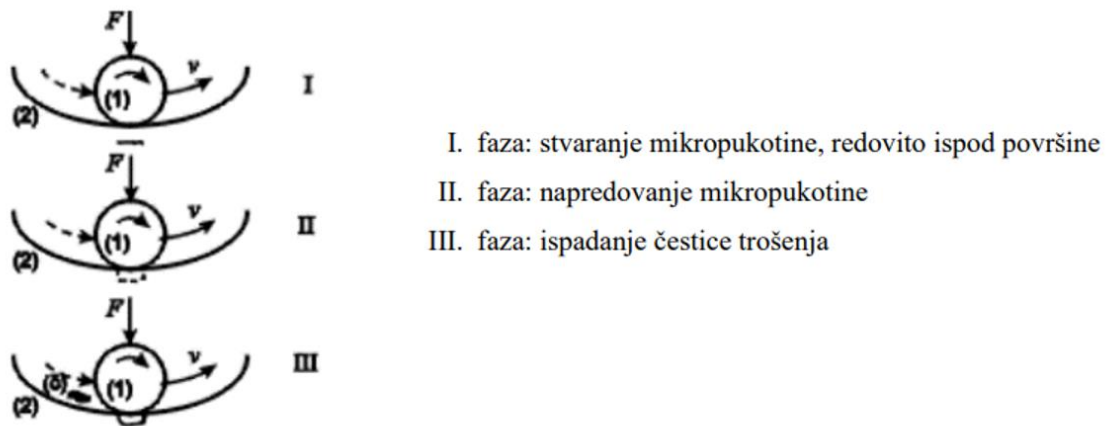 F
v
(1)
(2)
I
I. faza: stvaranje mikropukotine, redovito ispod površine
F
v
(1)
(2)
II
II. faza: napredovanje mikropukotine
III. faza: ispadanje čestice trošenja
F
v
(1)
(2)
III